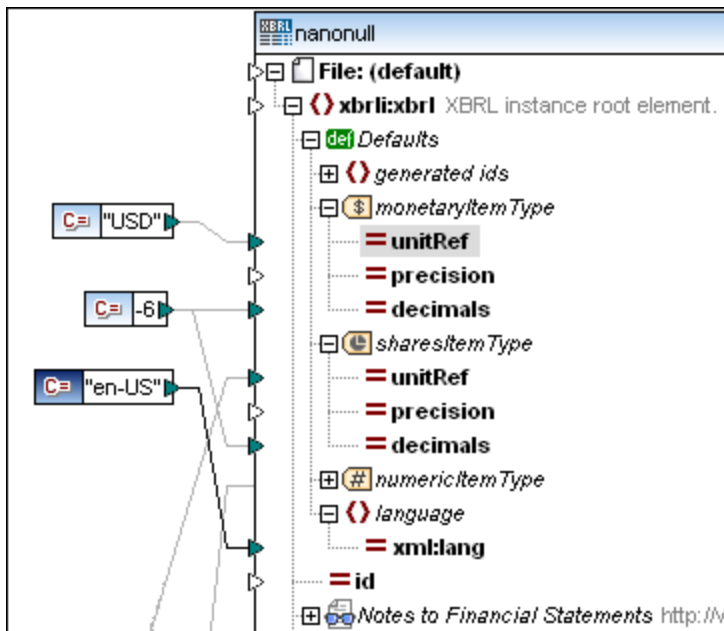 XBRL nanonull
File: (default)
xbrli:xbrl XBRL instance root element.
def Defaults
generated ids
C= "USD"
$ monetaryItemType
unitRef
precision
C= -6
decimals
sharesItemType
unitRef
C= "en-US"
precision
decimals
# numericItemType
language
xml:lang
id
Notes to Financial Statements http://